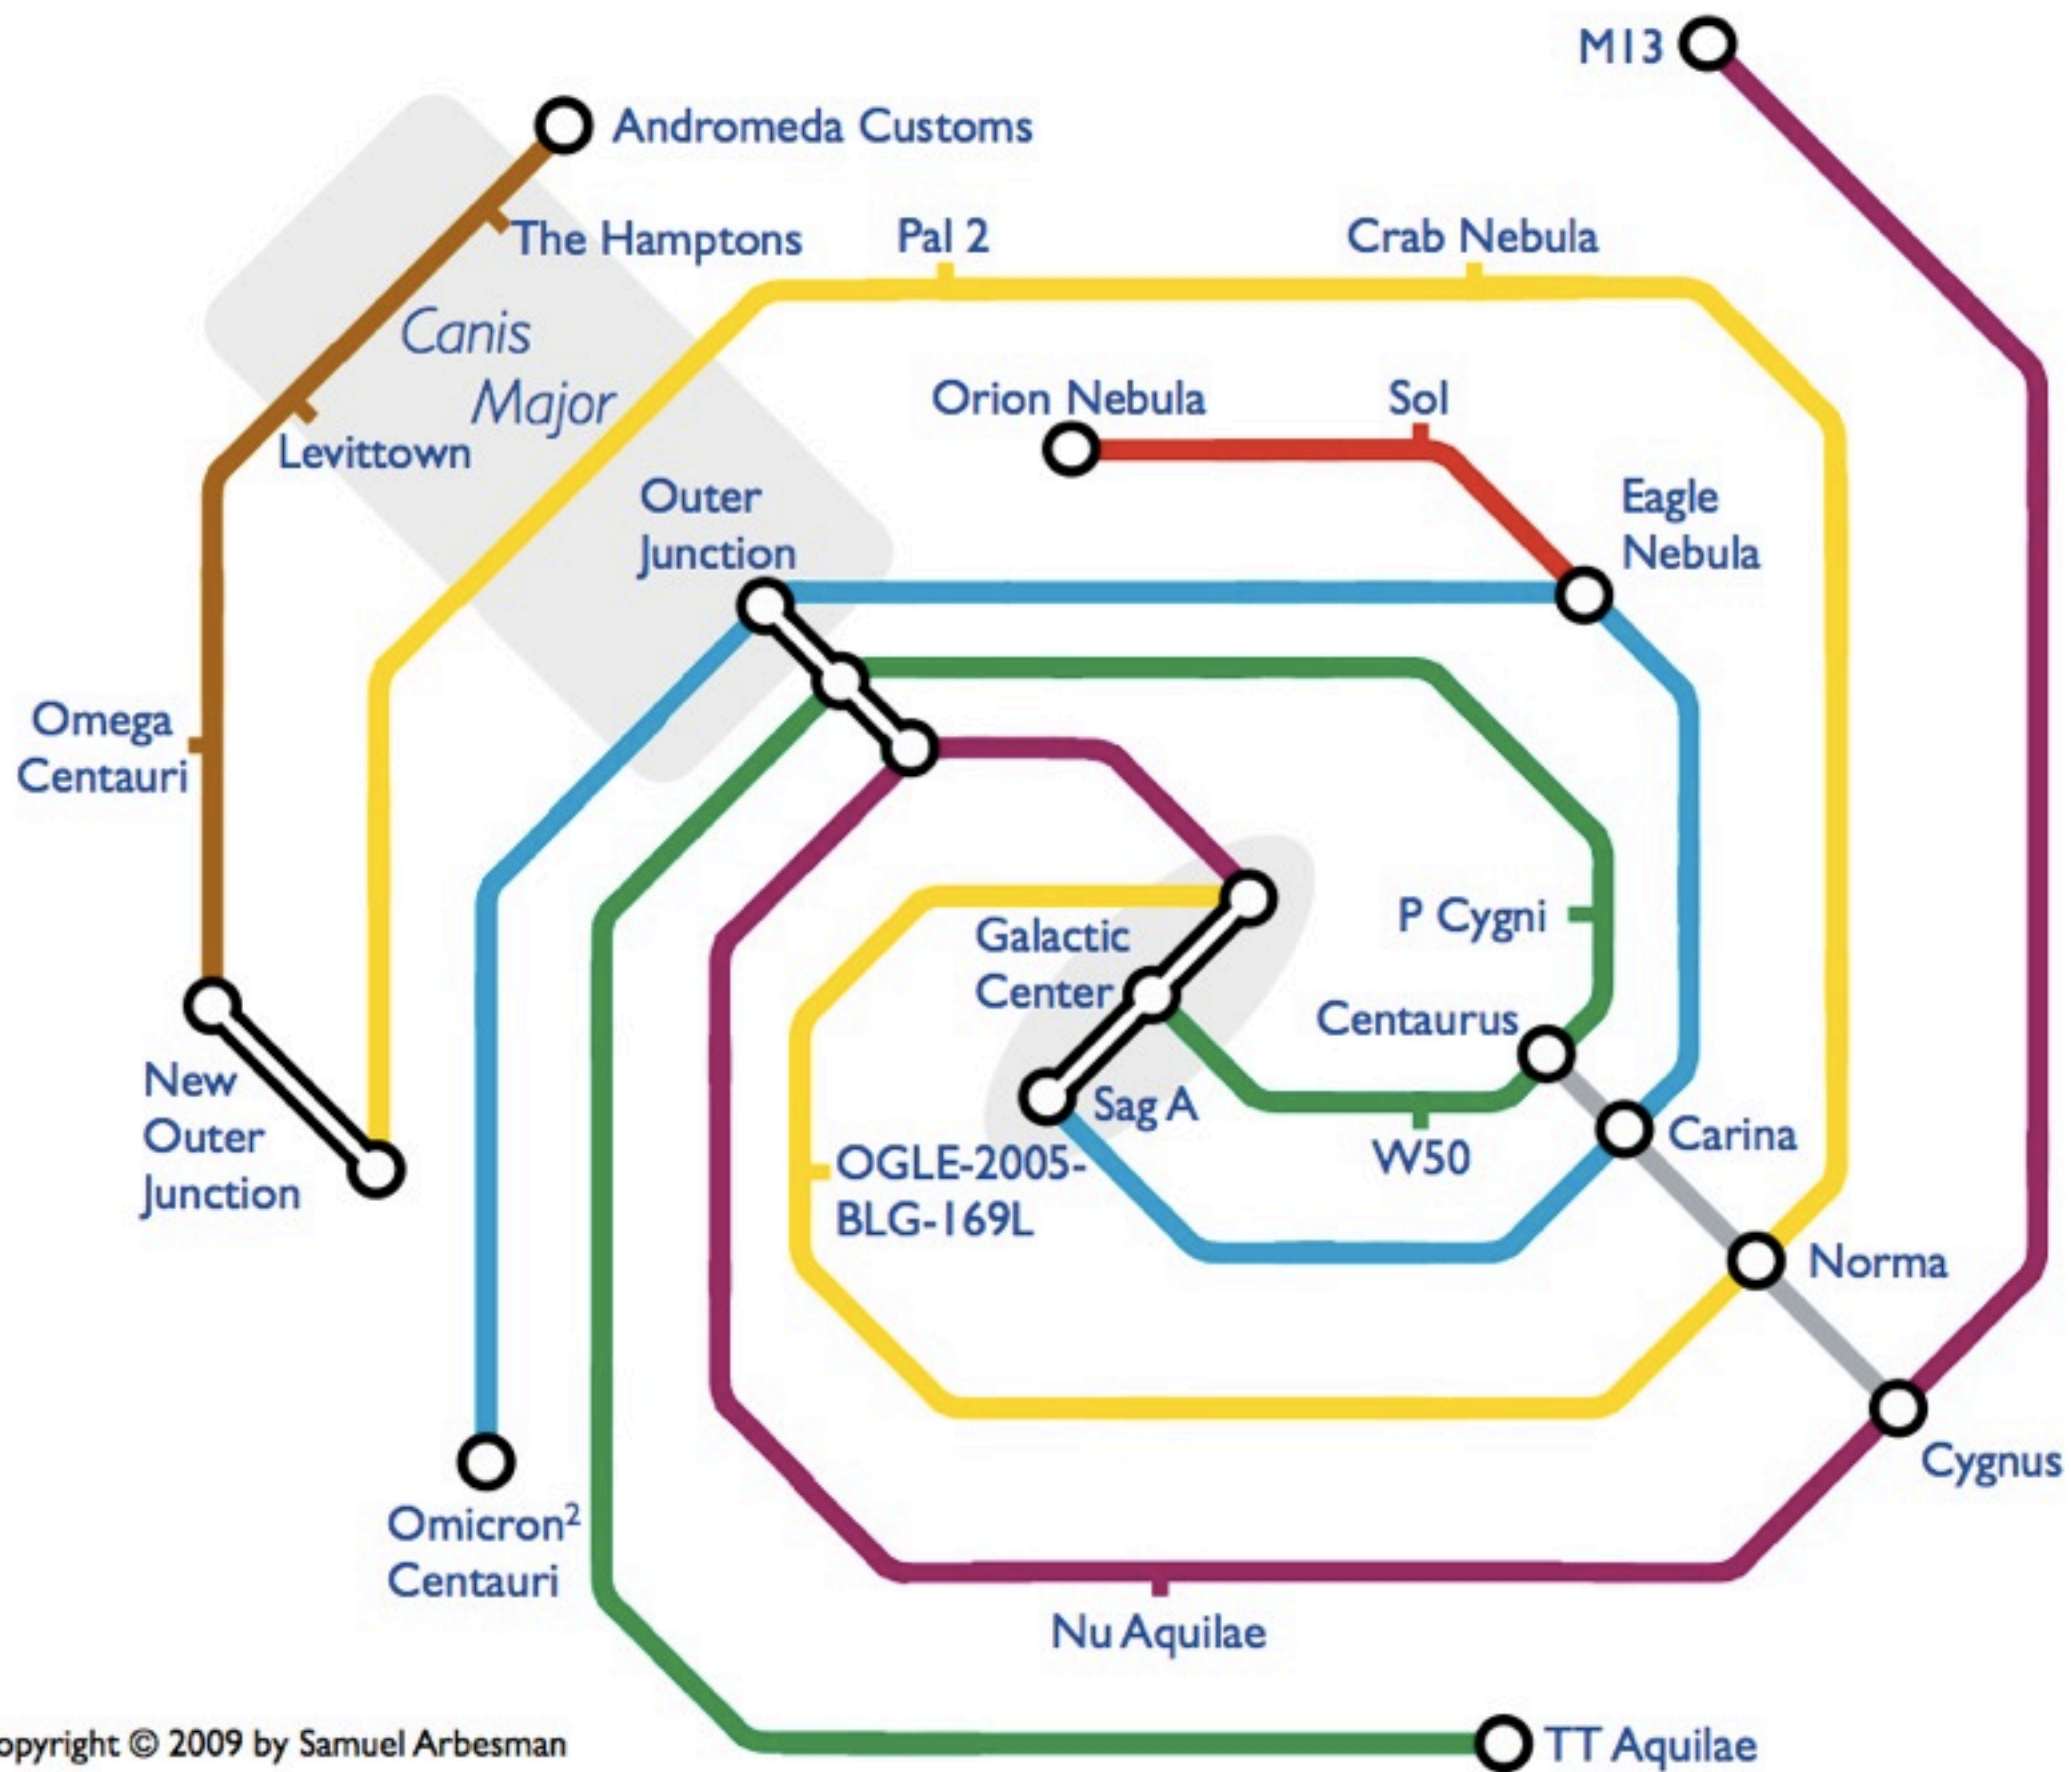 M13
Andromeda Customs
The Hamptons
Pal 2
Crab Nebula
Canis
Major
Orion Nebula
Sol
Levittown
Outer
Junction
Eagle
Nebula
Omega
Centauri
Galactic
Center
P Cygni
Centaurus
New
Outer
Junction
Sag A
Carina
W50
OGLE-2005-
BLG-169L
Norma
Cygnus
Omicron²
Centauri
Nu Aquilae
opyright © 2009 by Samuel Arbesman
TT Aquilae